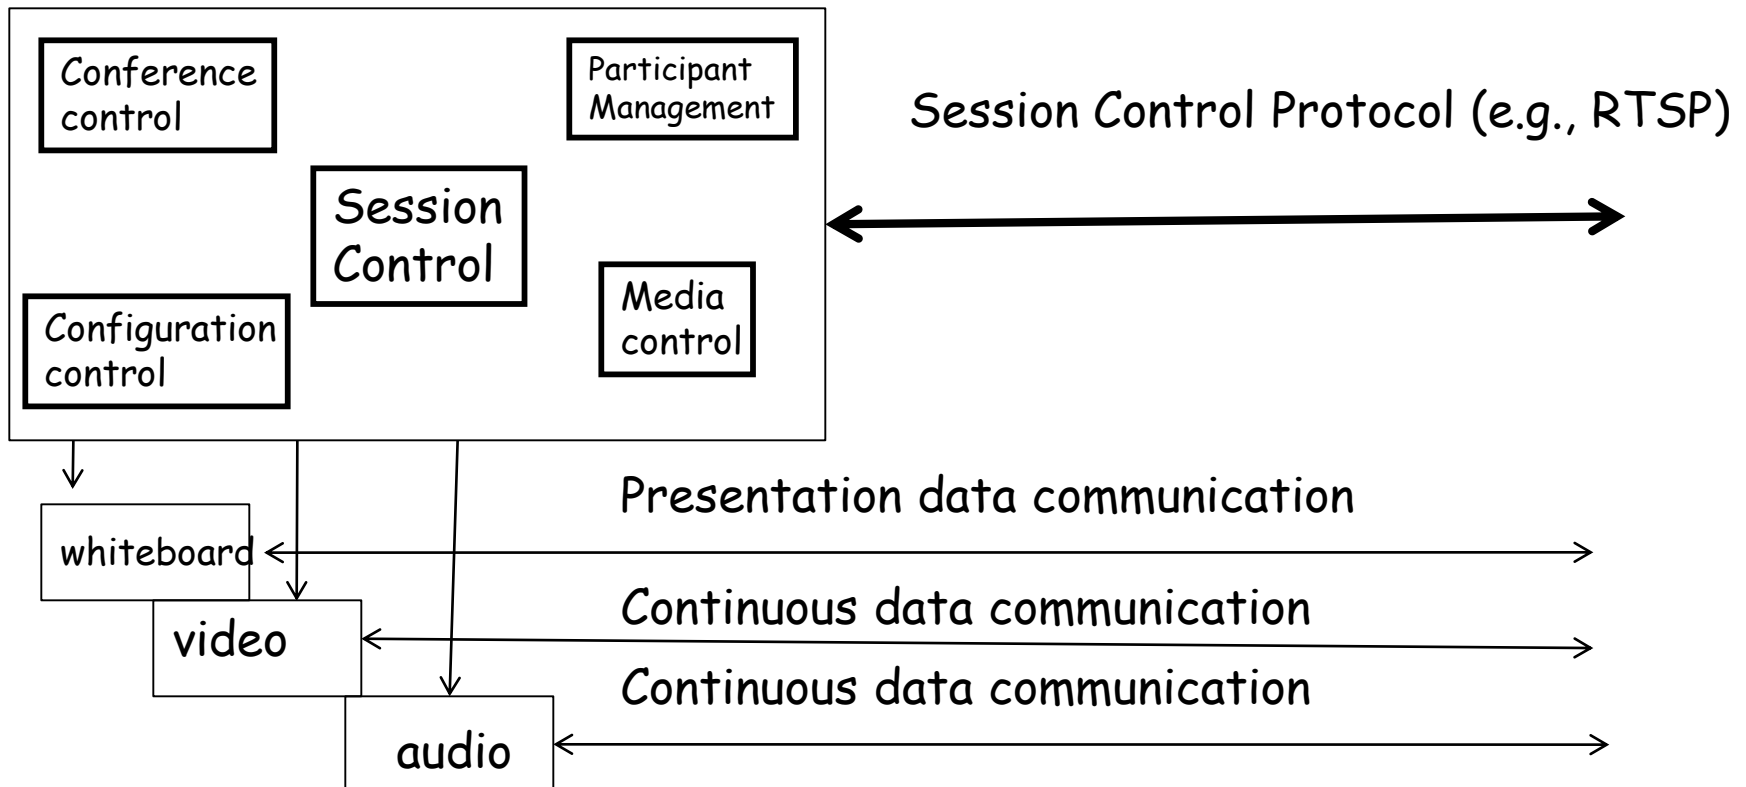 Conference
control
Participant
Management
Session Control Protocol (e.g., RTSP)
Session
Control
Media
control
Configuration
control
Presentation data communication
whiteboard
Continuous data communication
video
Continuous data communication
audio